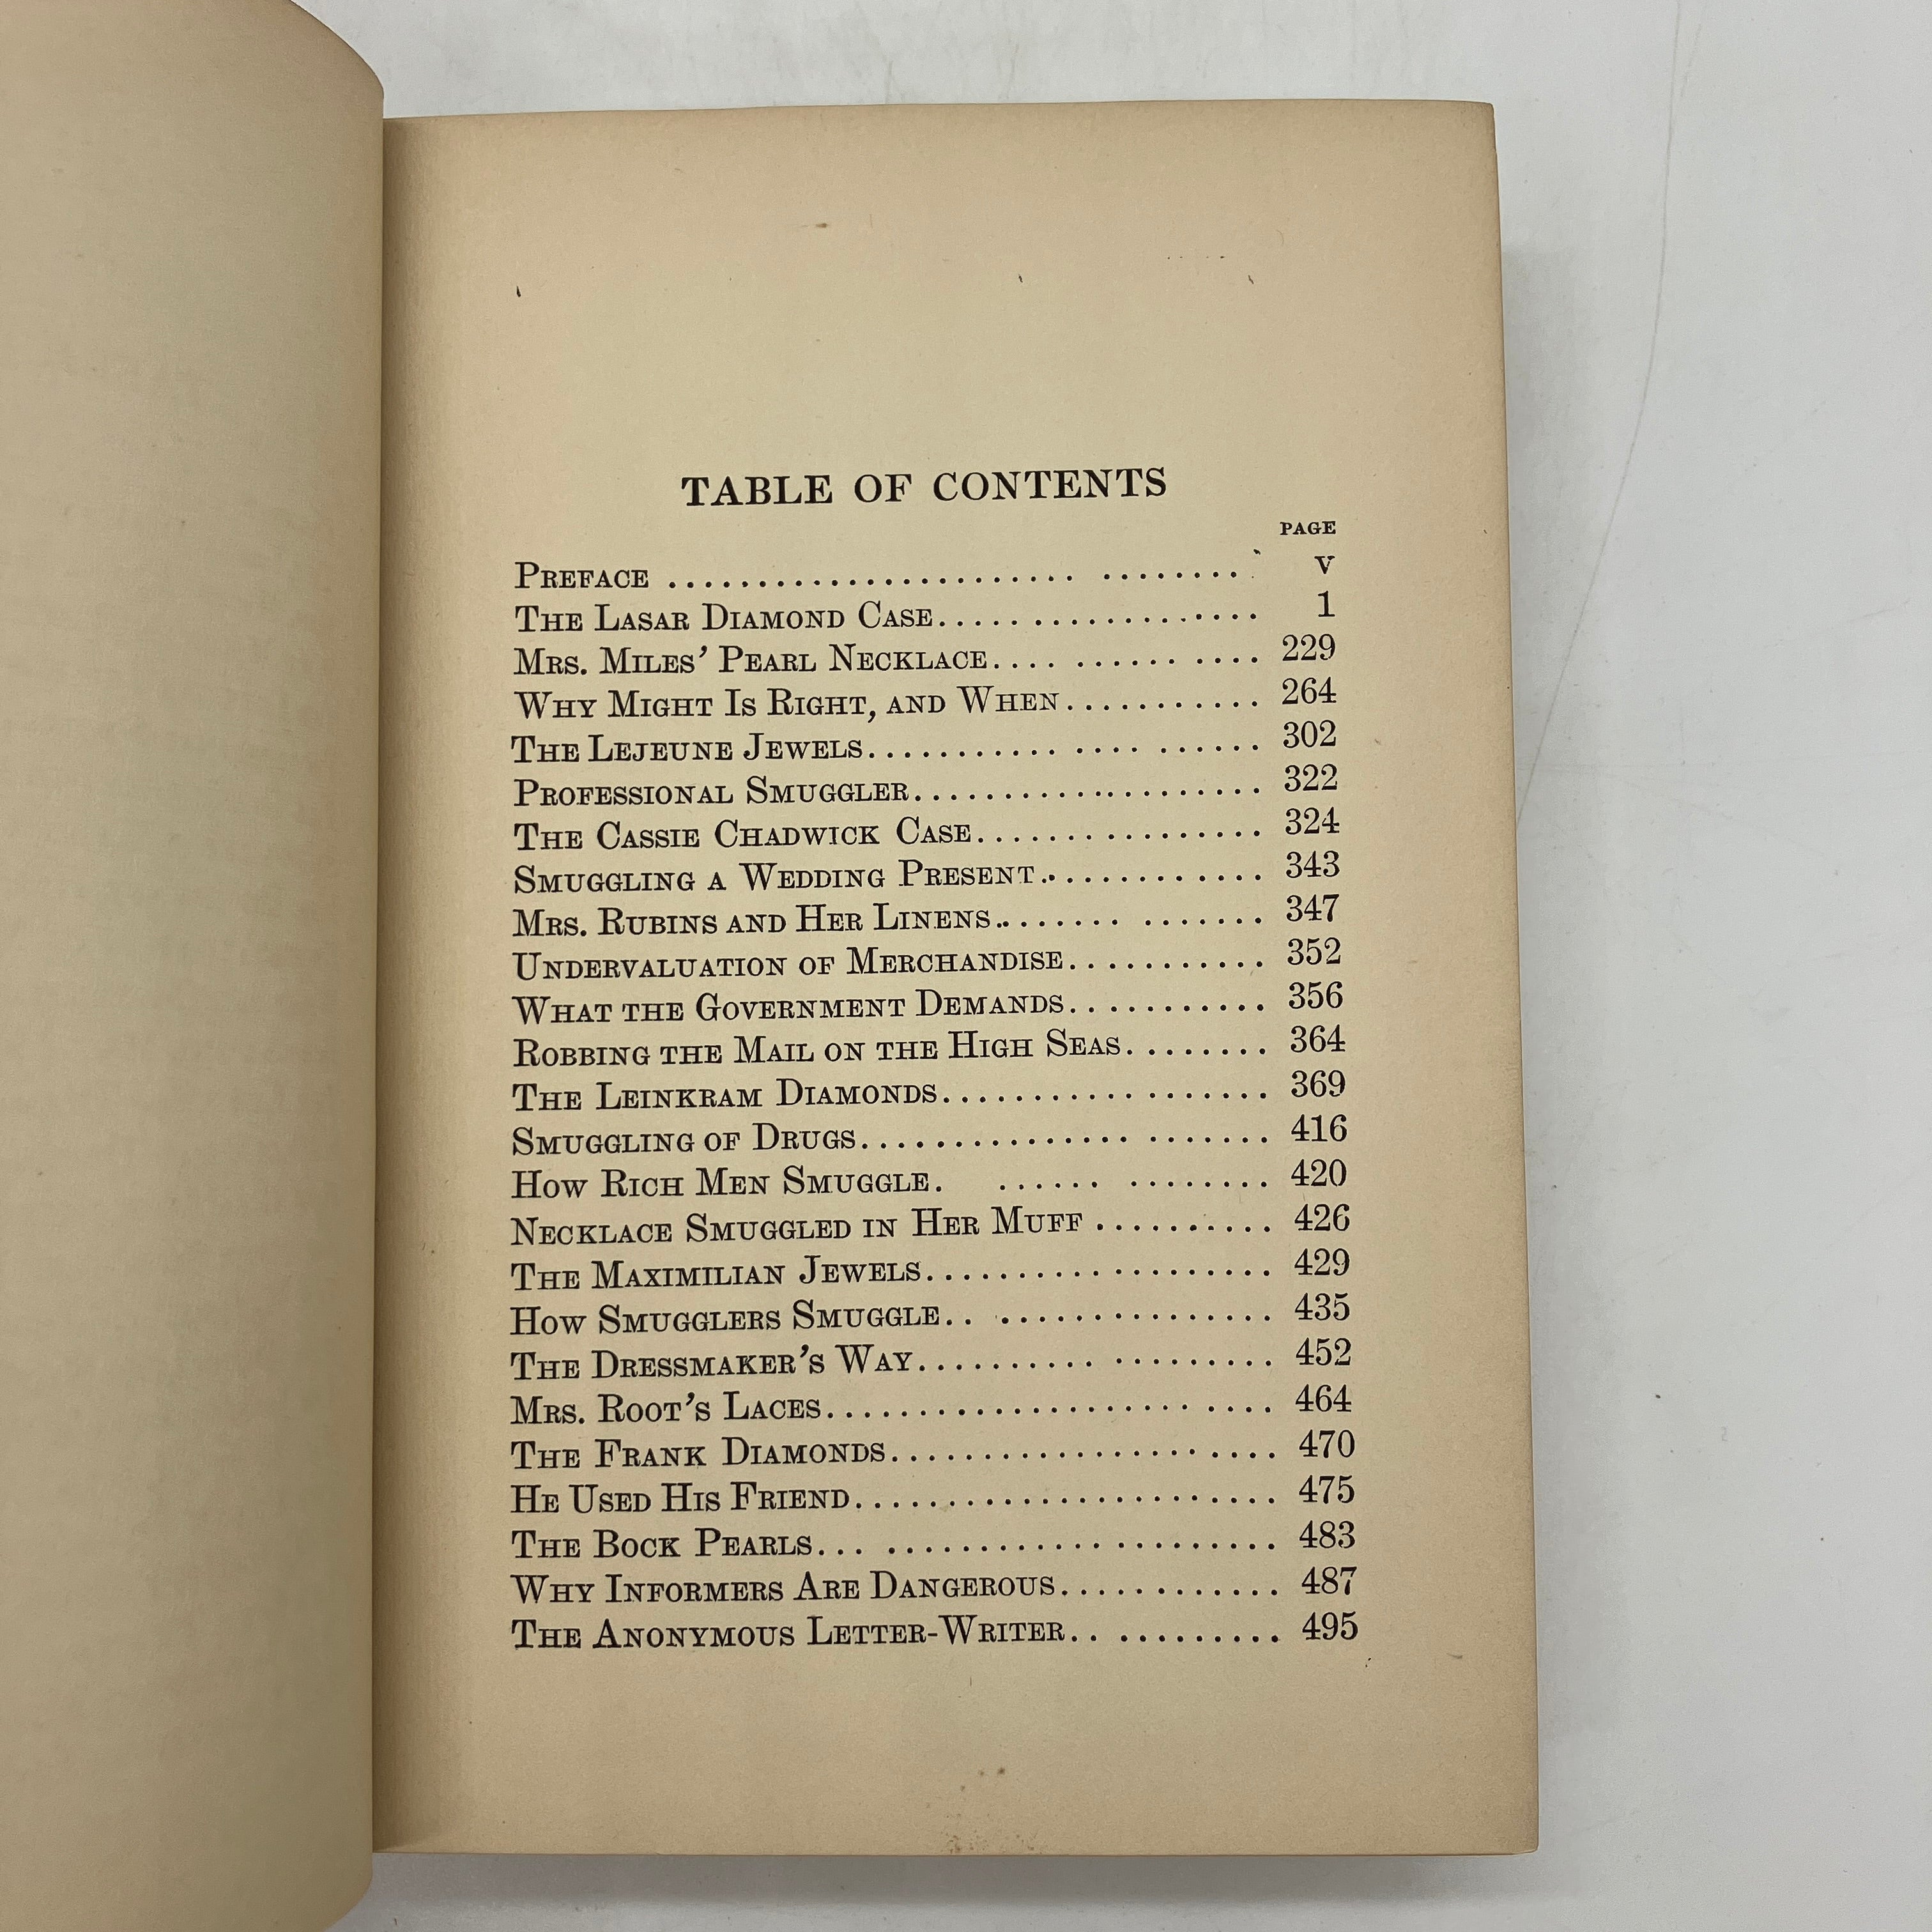 TABLE OF CONTENTS
PAGE
PREFACE ........................ ........ v
THE LASAR DIAMOND CASE.................. 1
MRS. MILES' PEARL NECKLACE.... ...... .... 229
WHY MIGHT IS RIGHT, AND WHEN........... 264
THE LEJEUNE JEWELS........... .... ...... 302
PROFESSIONAL SMUGGLER................... 322
THE CASSIE CHADWICK CASE................ 324
SMUGGLING A WEDDING PRESENT............. 343
MRS. RUBINS AND HER LINENS........ ....... 347
UNDERVALUATION OF MERCHANDISE........... 352
WHAT THE GOVERNMENT DEMANDS........... 356
ROBBING THE MAIL ON THE HIGH SEAS........ 364
THE LEINKRAM DIAMONDS.................. 369
SMUGGLING OF DRUGS............... ....... 416
HOW RICH MEN SMUGGLE. ...... ........ 420
NECKLACE SMUGGLED IN HER MUFF .......... 426
THE MAXIMILIAN JEWELS................... 429
HOW SMUGGLERS SMUGGLE.. ............... 435
THE DRESSMAKER'S WAY.......... ......... 452
MRS. ROOT'S LACES.................... .... 464
THE FRANK DIAMONDS................. .... 470
HE USED HIS FRIEND....................... 475
THE BOCK PEARLS... ..................... 483
WHY INFORMERS ARE DANGEROUS............ 487
THE ANONYMOUS LETTER-WRITER.. ......... 495